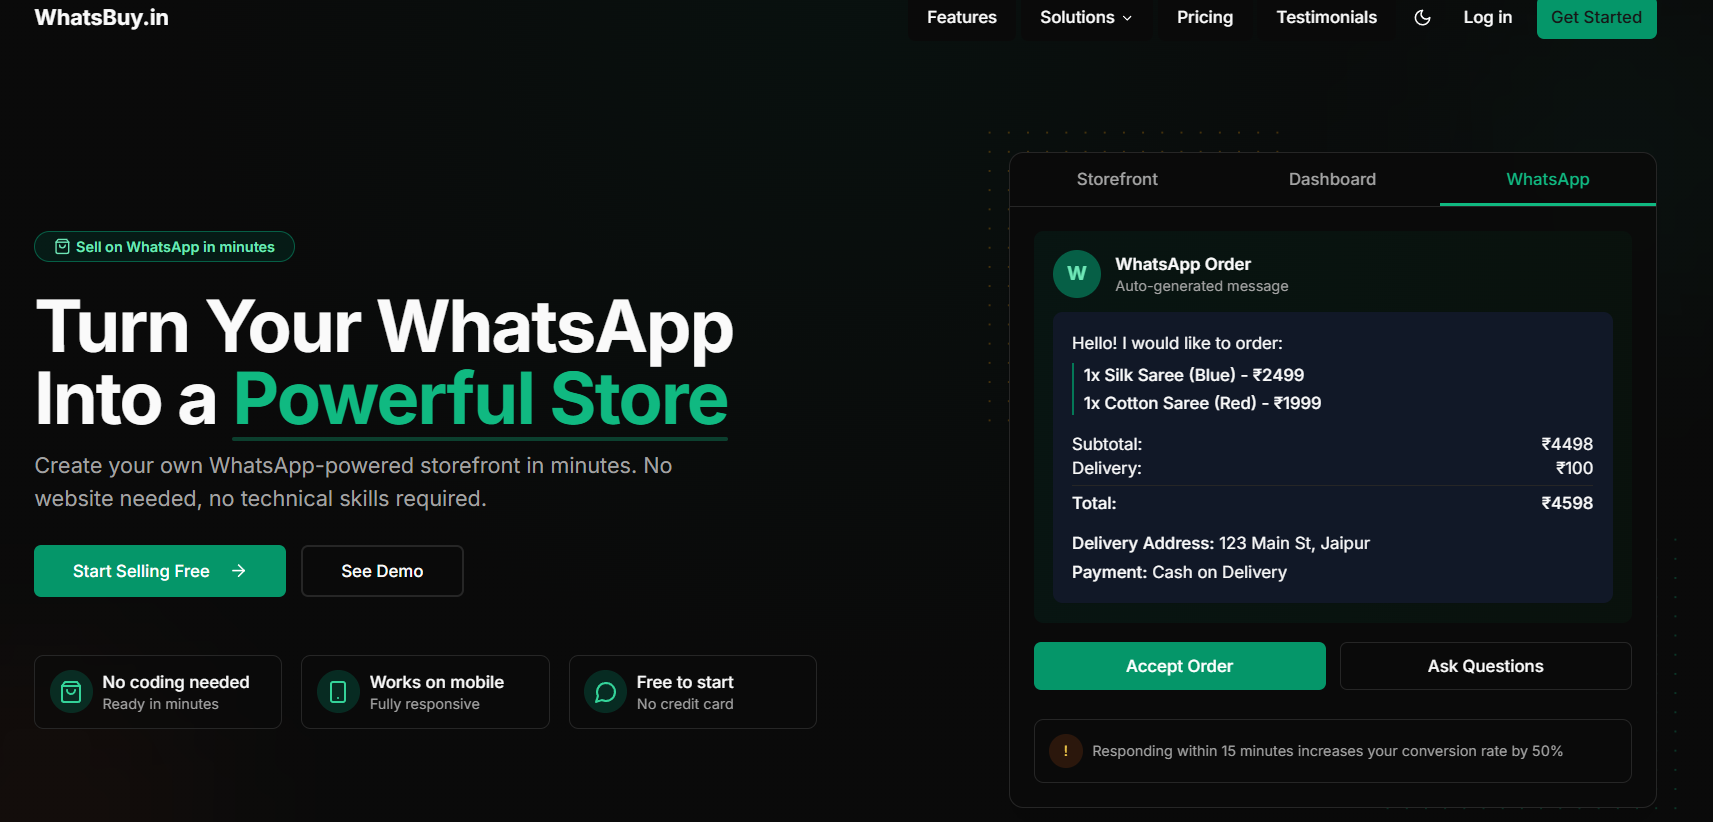 WhatsBuy.in
Features
Solutions
Pricing
Testimonials
Log in
Get Started
Sell on WhatsApp in minutes
Turn Your WhatsApp
Into a Powerful Store
Create your own WhatsApp-powered storefront in minutes. No
website needed, no technical skills required.
Start Selling Free
See Demo
No coding needed
Ready in minutes
Works on mobile
Fully responsive
Free to start
No credit card
Storefront
Dashboard
WhatsApp
W
WhatsApp Order
Auto-generated message
Hello! I would like to order:
1x Silk Saree (Blue) - ₹2499
1x Cotton Saree (Red) - ₹1999
Subtotal: ₹4498
Delivery: ₹100
Total: ₹4598
Delivery Address: 123 Main St, Jaipur
Payment: Cash on Delivery
Accept Order
Ask Questions
! Responding within 15 minutes increases your conversion rate by 50%